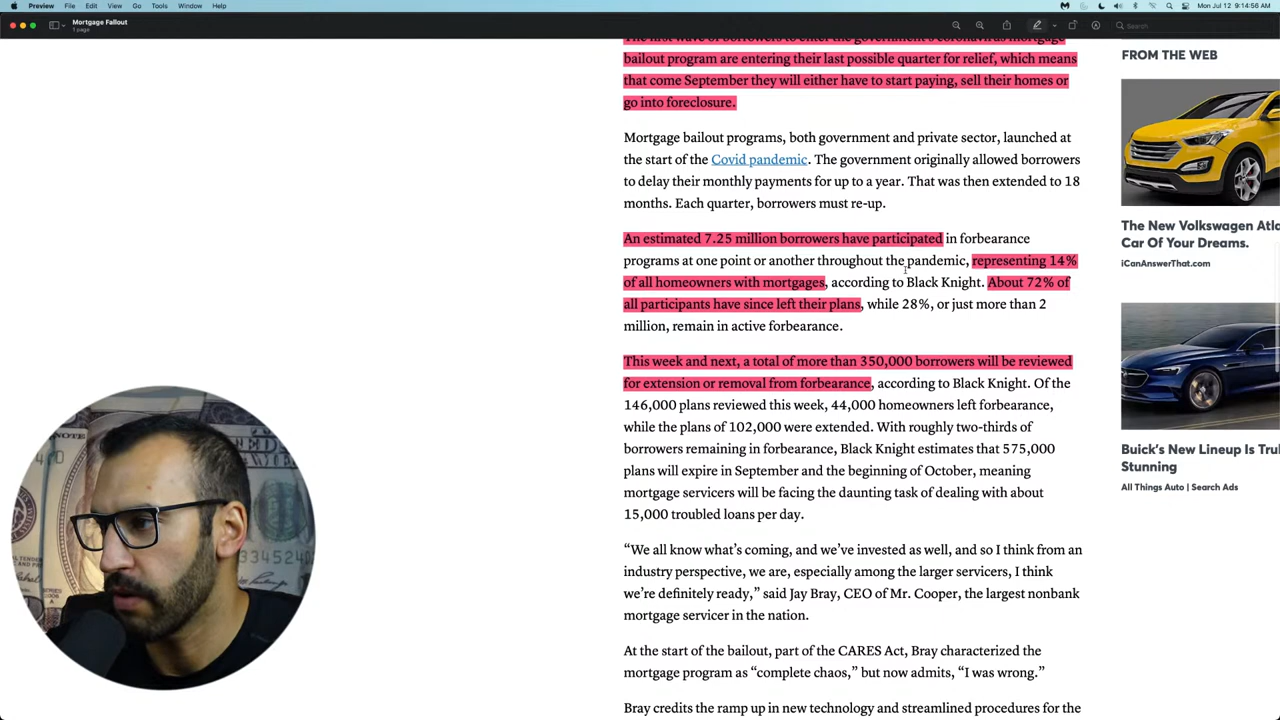 Preview File Edit View Go Tools Window Help
Mon Jul 12 9:14:56 AM
Mortgage Fallout
1 page
Search
The first wave of borrowers to enter the government's coronavirus mortgage
bailout program are entering their last possible quarter for relief, which means
that come September they will either have to start paying, sell their homes or
go into foreclosure.
Mortgage bailout programs, both government and private sector, launched at
the start of the Covid pandemic. The government originally allowed borrowers
to delay their monthly payments for up to a year. That was then extended to 18
months. Each quarter, borrowers must re-up.
An estimated 7.25 million borrowers have participated in forbearance
programs at one point or another throughout the pandemic, representing 14%
of all homeowners with mortgages, according to Black Knight. About 72% of
all participants have since left their plans, while 28%, or just more than 2
million, remain in active forbearance.
This week and next, a total of more than 350,000 borrowers will be reviewed
for extension or removal from forbearance, according to Black Knight. Of the
146,000 plans reviewed this week, 44,000 homeowners left forbearance,
while the plans of 102,000 were extended. With roughly two-thirds of
borrowers remaining in forbearance, Black Knight estimates that 575,000
plans will expire in September and the beginning of October, meaning
mortgage servicers will be facing the daunting task of dealing with about
15,000 troubled loans per day.
“We all know what’s coming, and we’ve invested as well, and so I think from an
industry perspective, we are, especially among the larger servicers, I think
we’re definitely ready,” said Jay Bray, CEO of Mr. Cooper, the largest nonbank
mortgage servicer in the nation.
At the start of the bailout, part of the CARES Act, Bray characterized the
mortgage program as “complete chaos,” but now admits, “I was wrong.”
Bray credits the ramp up in new technology and streamlined procedures for the
FROM THE WEB
The New Volkswagen Atla
Car Of Your Dreams.
iCanAnswerThat.com
Buick’s New Lineup Is Tru
Stunning
All Things Auto | Search Ads